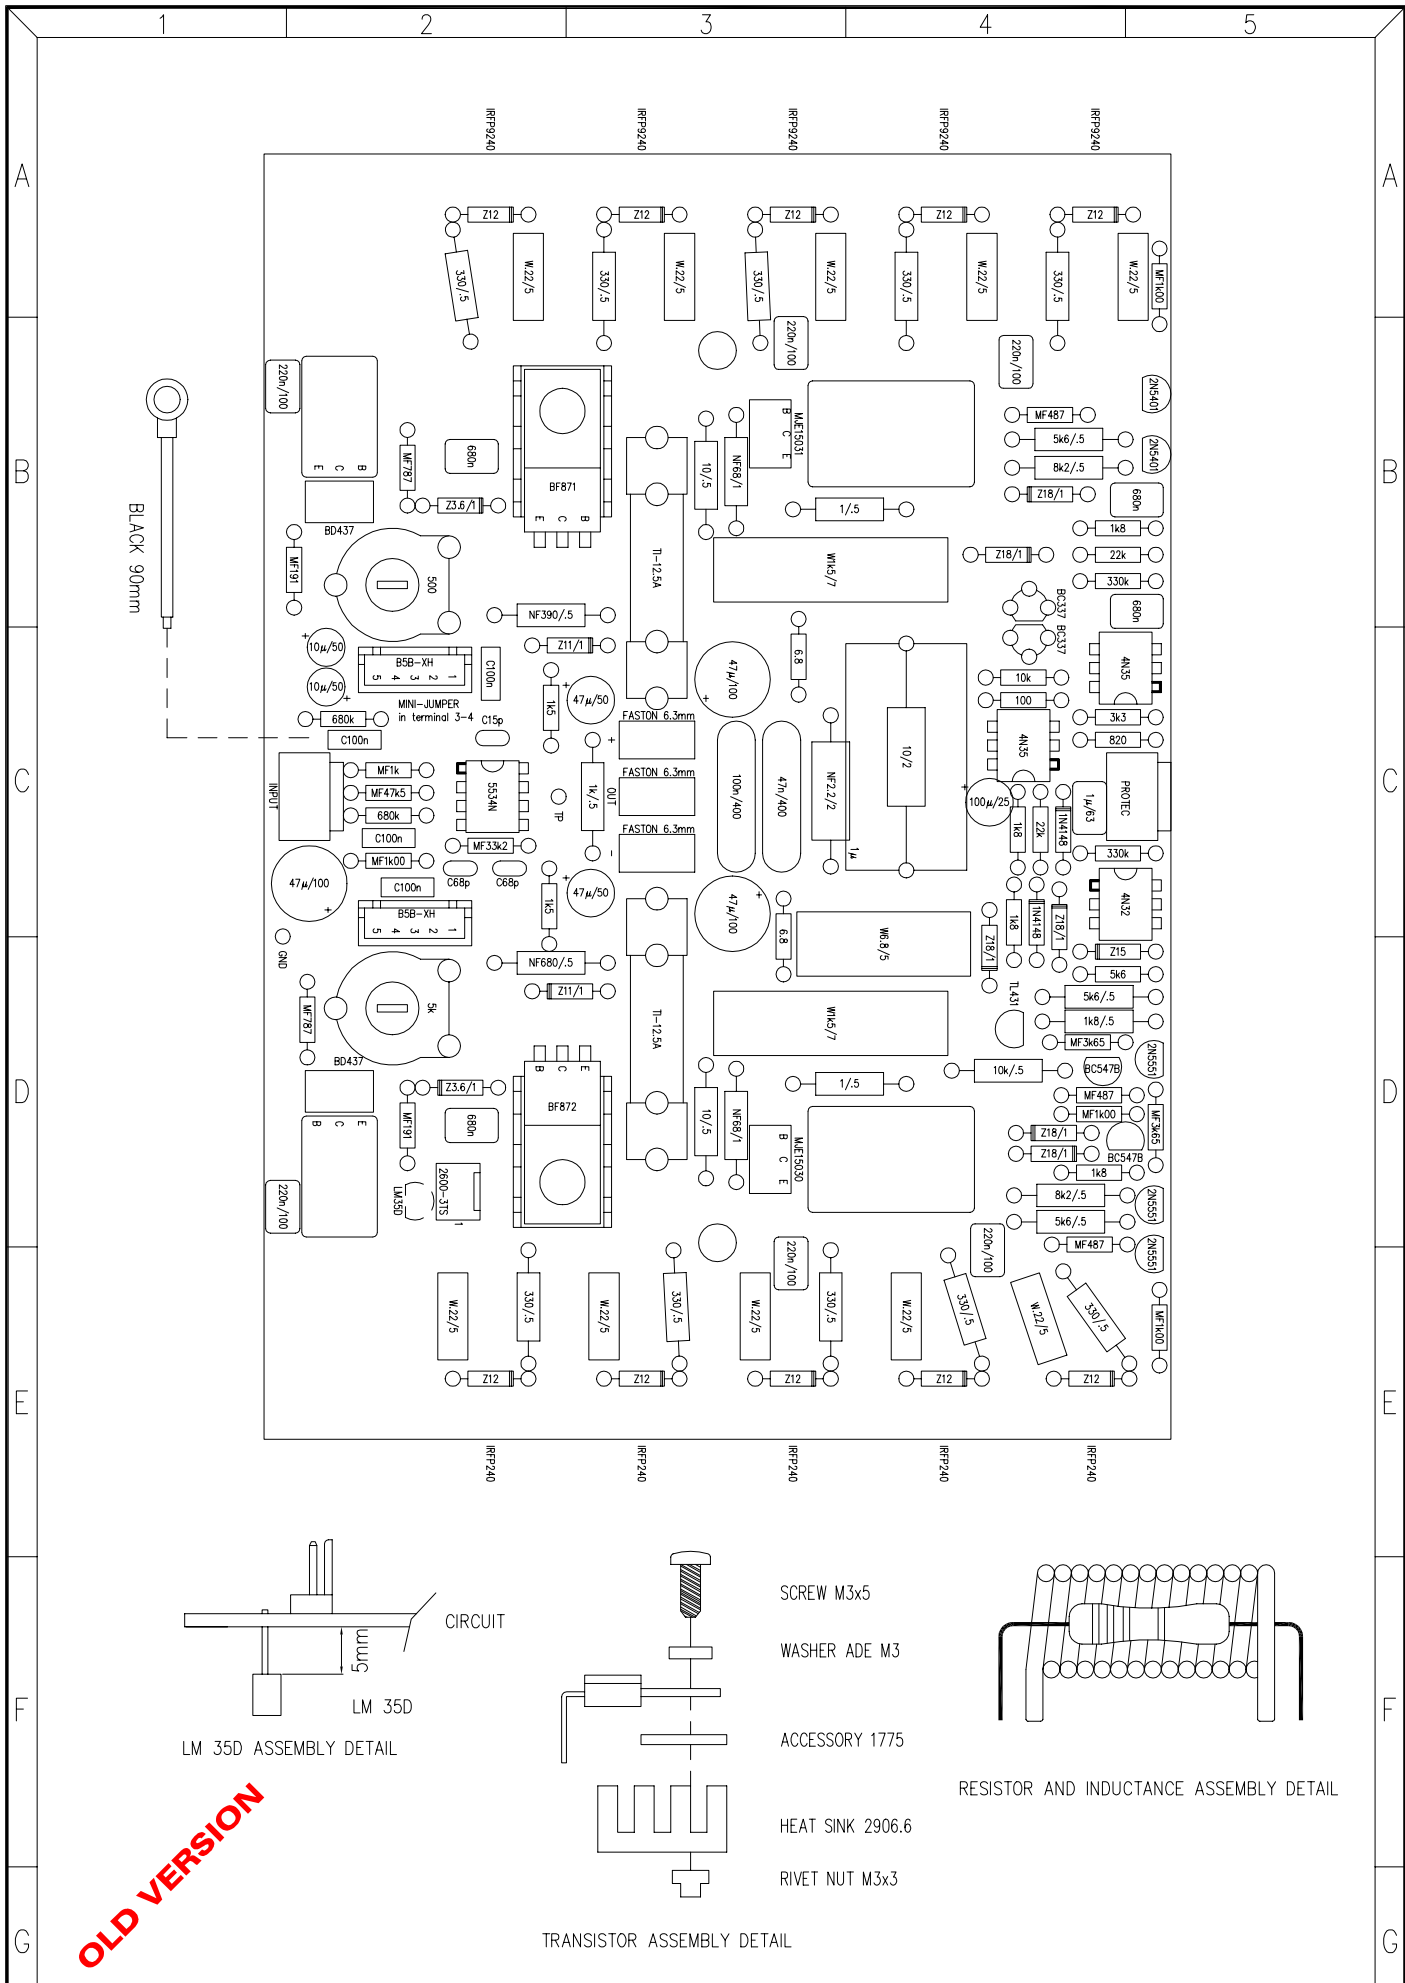 1 2 3 4 5
IRFP9240 IRFP9240 IRFP9240 IRFP9240 IRFP9240
A A
Z12 Z12 Z12 Z12 Z12
330/.5 W.22/5 330/.5 W.22/5 330/.5 W.22/5 330/.5 W.22/5 330/.5 W.22/5 MF1k00
220n/100 220n/100
220n/100
2N5401
MJE15031
B C E
MF487
5k6/.5
2N5401
B B
E C B
MF787
680n
BF871
E C B
10/.5
NF68/1
8k2/.5
Z18/1
680n
Z3.6/1
1/.5
BLACK 90mm
BD437
MF191
500
TI-12.5A
W1k5/7
1k8
Z18/1
22k
330k
BC337
BC337
680n
NF390/.5
Z11/1
6.8
4N35
+
10µ/50
10µ/50
+
B5B-XH
5 4 3 2 1
C100n
MINI-JUMPER
in terminal 3-4
1k5
+
47µ/50
47µ/100
+
10k
100
680k
C15p
FASTON 6.3mm
3k3
C100n
+
820
4N35
C C
INPUT
MF1k
MF47k5
680k
5534N
TP
1k/.5
OUT
FASTON 6.3mm
100n/400
47n/400
NF2.2/2
10/2
+
100µ/25
1k8
22k
1N4148
1µ/63
PROTEC
C100n
MF33k2
FASTON 6.3mm
-
1µ
330k
MF1k00
C68p C68p
47µ/100
+
C100n
1k5
+
47µ/50
+
47µ/100
4N32
B5B-XH
5 4 3 2 1
GND
6.8
W6.8/5
Z18/1
1k8
1N4148
Z18/1
Z15
NF680/.5
5k6
MF787
5k
Z11/1
TI-12.5A
W1k5/7
TL431
5k6/.5
1k8/.5
MF3k65
2N5551
BD437
B C E
10k/.5
BC547B
D D
Z3.6/1
MF191
680n
BF872
B C E
10/.5
NF68/1
1/.5
MF487
MF1k00
MF3k65
MJE15030
B C E
Z18/1
Z18/1
BC547B
1k8
2600-3TS
1
LM35D
220n/100
8k2/.5
2N5551
5k6/.5
MF487
2N5551
220n/100
220n/100
W.22/5 330/.5 W.22/5 330/.5 W.22/5 330/.5 W.22/5 330/.5 W.22/5 330/.5 MF1k00
Z12 Z12 Z12 Z12 Z12
E E
IRFP240 IRFP240 IRFP240 IRFP240 IRFP240
CIRCUIT
5mm
LM 35D
LM 35D ASSEMBLY DETAIL
SCREW M3x5
WASHER ADE M3
ACCESSORY 1775
HEAT SINK 2906.6
RIVET NUT M3x3
TRANSISTOR ASSEMBLY DETAIL
RESISTOR AND INDUCTANCE ASSEMBLY DETAIL
F F
OLD VERSION
G G